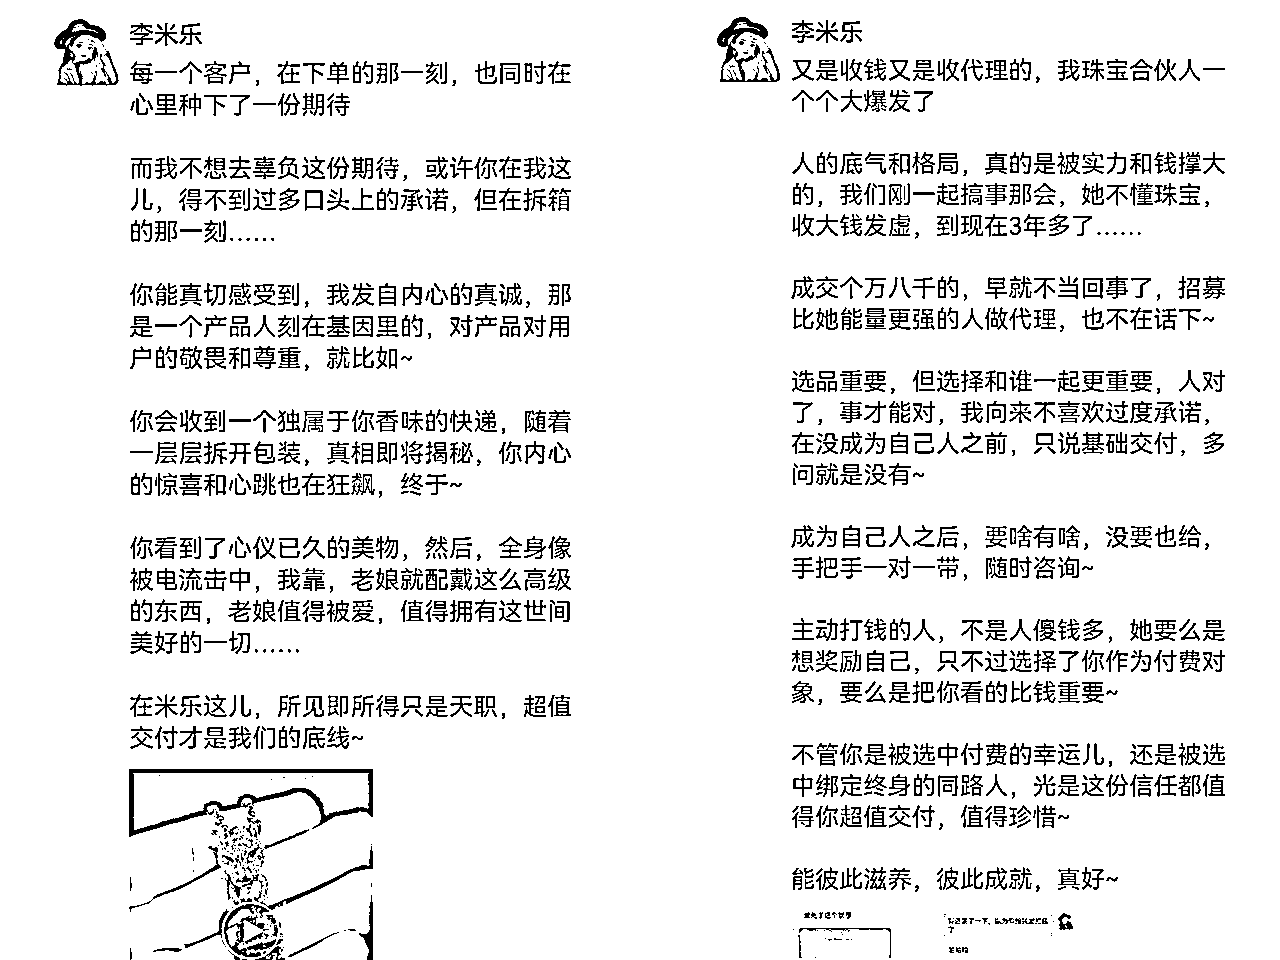 李米乐
每一个客户，在下单的那一刻，也同时在
心里种下了一份期待
而我不想去辜负这份期待，或许你在我这
儿，得不到过多口头上的承诺，但在拆箱
的那一刻……
你能真切感受到，我发自内心的真诚，那
是一个产品人刻在基因里的，对产品对用
户的敬畏和尊重，就比如~
你会收到一个独属于你香味的快递，随着
一层层拆开包装，真相即将揭秘，你内心
的惊喜和心跳也在狂飙，终于~
你看到了心仪已久的美物，然后，全身像
被电流击中，我靠，老娘就配戴这么高级
的东西，老娘值得被爱，值得拥有这世间
美好的一切……
在米乐这儿，所见即所得只是天职，超值
交付才是我们的底线~
李米乐
又是收钱又是收代理的，我珠宝合伙人一
个个大爆发了
人的底气和格局，真的是被实力和钱撑大
的，我们刚一起搞事那会，她不懂珠宝，
收大钱发虚，到现在3年多了……
成交个万八千的，早就不当回事了，招募
比她能量更强的人做代理，也不在话下~
选品重要，但选择和谁一起更重要，人对
了，事才能对，我向来不喜欢过度承诺，
在没成为自己人之前，只说基础交付，多
问就是没有~
成为自己人之后，要啥有啥，没要也给，
手把手一对一带，随时咨询~
主动打钱的人，不是人傻钱多，她要么是
想奖励自己，只不过选择了你作为付费对
象，要么是把你看的比钱重要~
不管你是被选中付费的幸运儿，还是被选
中绑定终身的同路人，光是这份信任都值
得你超值交付，值得珍惜~
能彼此滋养，彼此成就，真好~